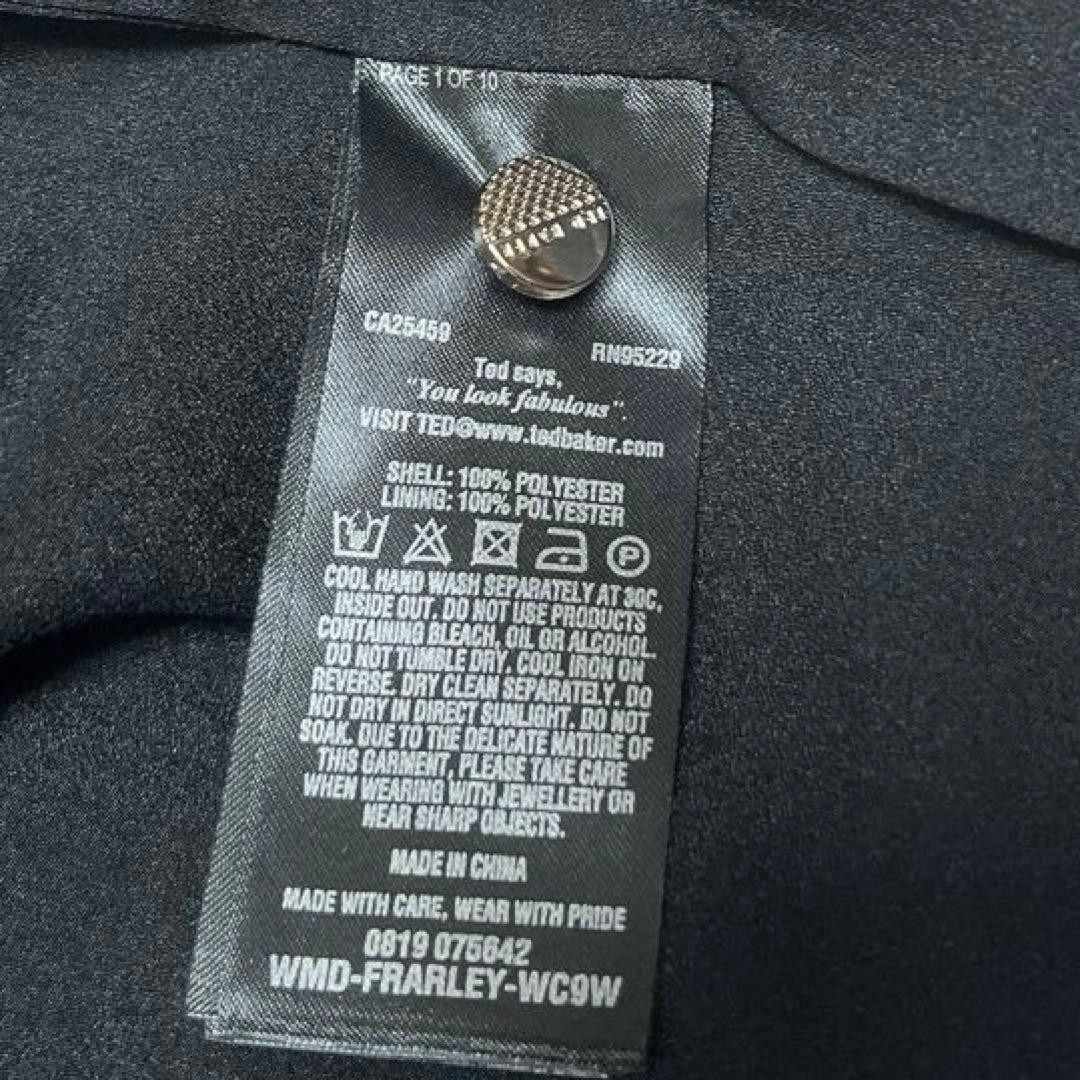 PAGE 1 OF 10
CA25459
RN95229
Ted says,
"You look fabulous".
VISIT TED@www.tedbaker.com
SHELL: 100% POLYESTER
LINING: 100% POLYESTER
P
COOL HAND WASH SEPARATELY AT 30C,
INSIDE OUT. DO NOT USE PRODUCTS
CONTAINING BLEACH, OIL OR ALCOHOL.
DO NOT TUMBLE DRY. COOL IRON ON
REVERSE. DRY CLEAN SEPARATELY. DO
NOT DRY IN DIRECT SUNLIGHT. DO NOT
SOAK. DUE TO THE DELICATE NATURE OF
THIS GARMENT, PLEASE TAKE CARE
WHEN WEARING WITH JEWELLERY OR
NEAR SHARP OBJECTS.
MADE IN CHINA
MADE WITH CARE, WEAR WITH PRIDE
0819 075642
WMD-FRARLEY-WC9W